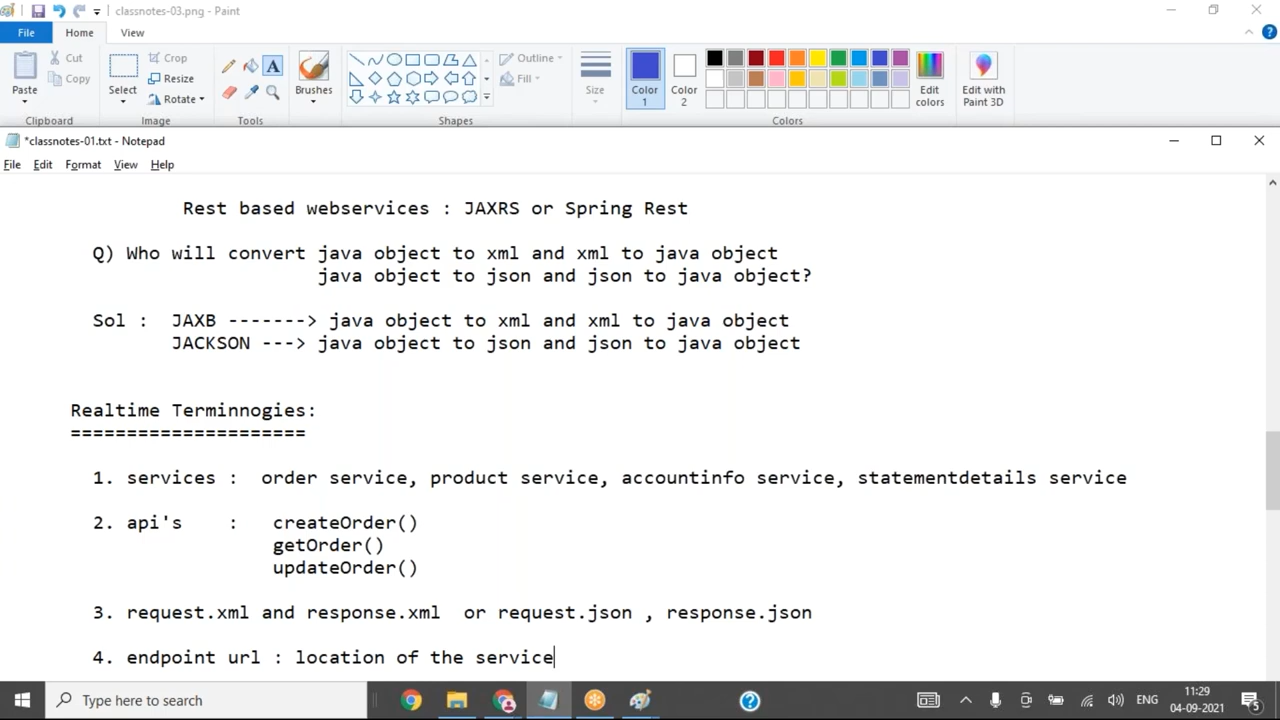 classnotes-03.png - Paint
File
Home
View
Paste
Cut
Copy
Clipboard
Select
Crop
Resize
Rotate
Image
A
Tools
Brushes
Outline
Fill
Shapes
Size
Color 1
Color 2
Edit colors
Colors
Edit with Paint 3D
*classnotes-01.txt - Notepad
File Edit Format View Help
Rest based webservices : JAXRS or Spring Rest
Q) Who will convert java object to xml and xml to java object
java object to json and json to java object?
Sol : JAXB -------> java object to xml and xml to java object
JACKSON ---> java object to json and json to java object
Realtime Terminnogies:
=====================
1. services : order service, product service, accountinfo service, statementdetails service
2. api's : createOrder()
getOrder()
updateOrder()
3. request.xml and response.xml or request.json , response.json
4. endpoint url : location of the service
Type here to search
ENG
11:29
04-09-2021
5